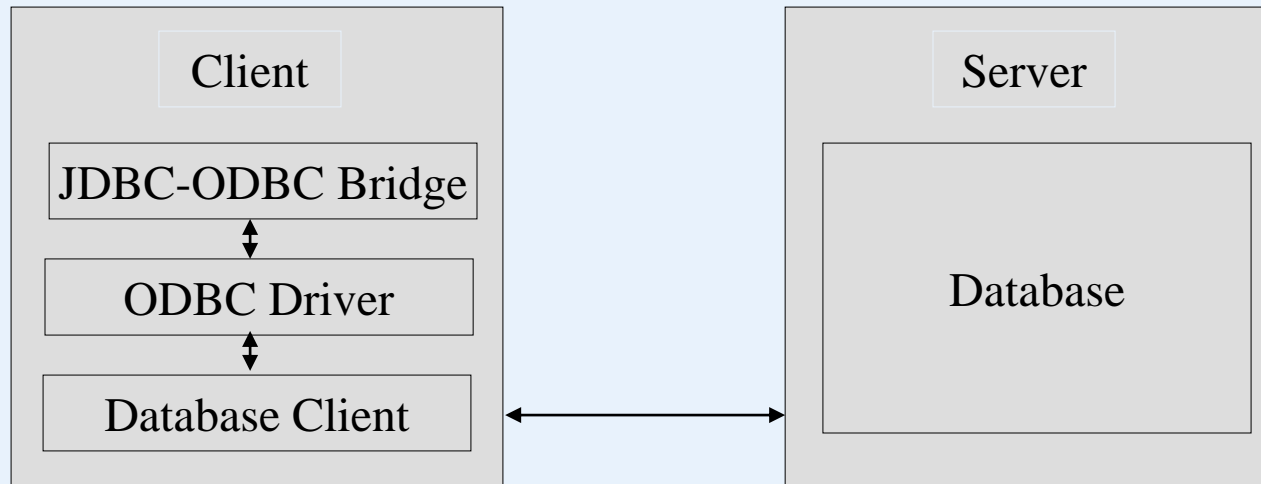 Client
JDBC-ODBC Bridge
ODBC Driver
Database Client
Server
Database